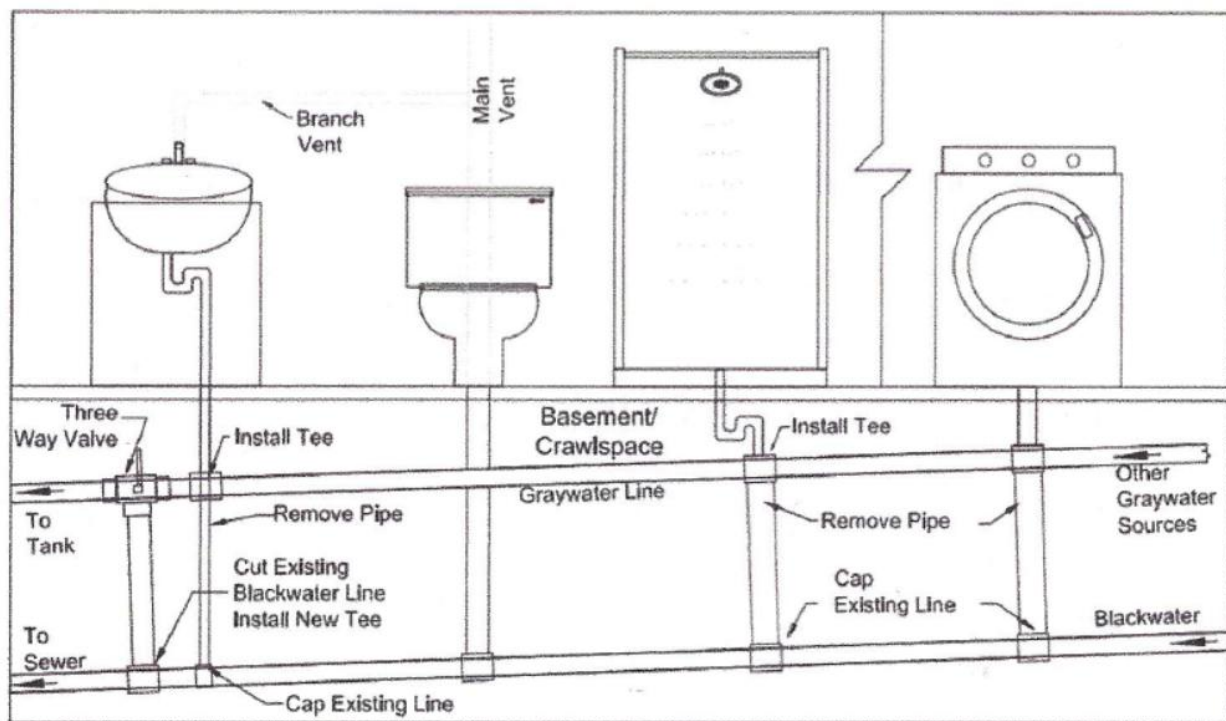 Main
Vent
Branch
Vent
Three
Way Valve
Install Tee
Basement/
Crawlspace
Install Tee
Graywater Line
Other
Graywater
Sources
To
Tank
Remove Pipe
Remove Pipe
Cut Existing
Blackwater Line
Install New Tee
Cap
Existing Line
Blackwater
To
Sewer
Cap Existing Line